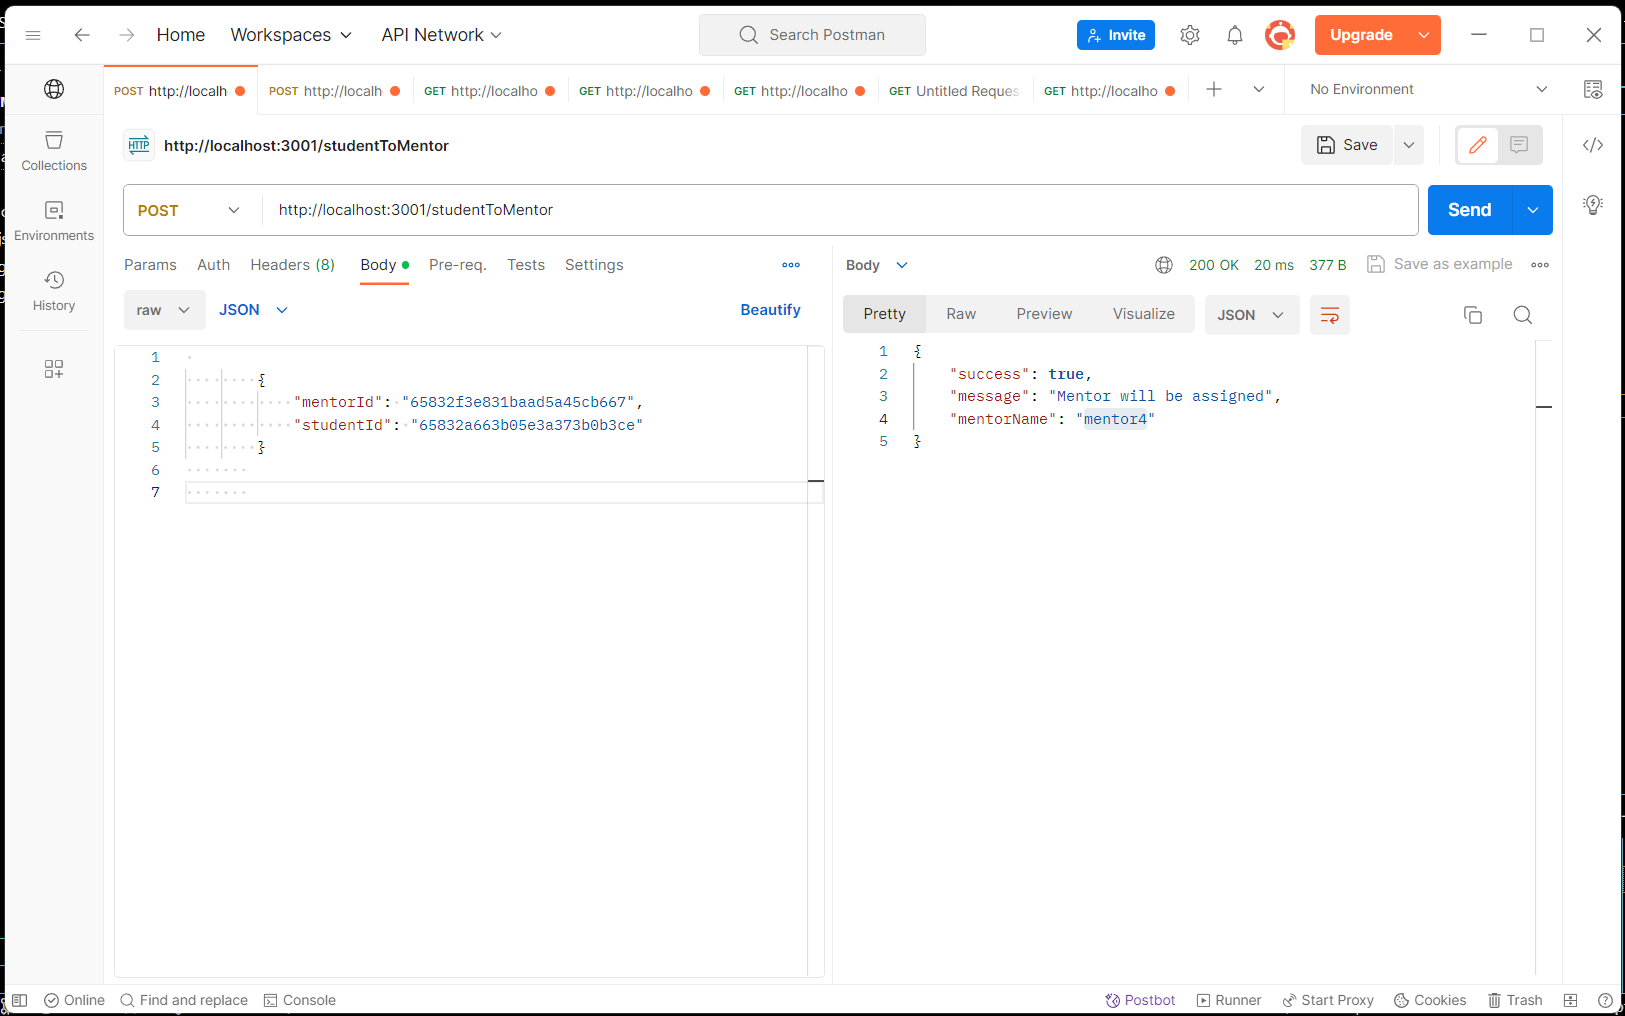 Home Workspaces API Network Search Postman Invite Upgrade
POST http://localh POST http://localh GET http://localho GET http://localho GET http://localho GET Untitled Reques GET http://localho No Environment
HTTP http://localhost:3001/studentToMentor Save
POST http://localhost:3001/studentToMentor Send
Params Auth Headers (8) Body Pre-req. Tests Settings
raw JSON Beautify
1
2 {
3 "mentorId": "65832f3e831baad5a45cb667",
4 "studentId": "65832a663b05e3a373b0b3ce"
5 }
6
7
Body 200 OK 20 ms 377 B Save as example
Pretty Raw Preview Visualize JSON
1 {
2 "success": true,
3 "message": "Mentor will be assigned",
4 "mentorName": "mentor4"
5 }
Collections
Environments
History
Online Find and replace Console Postbot Runner Start Proxy Cookies Trash